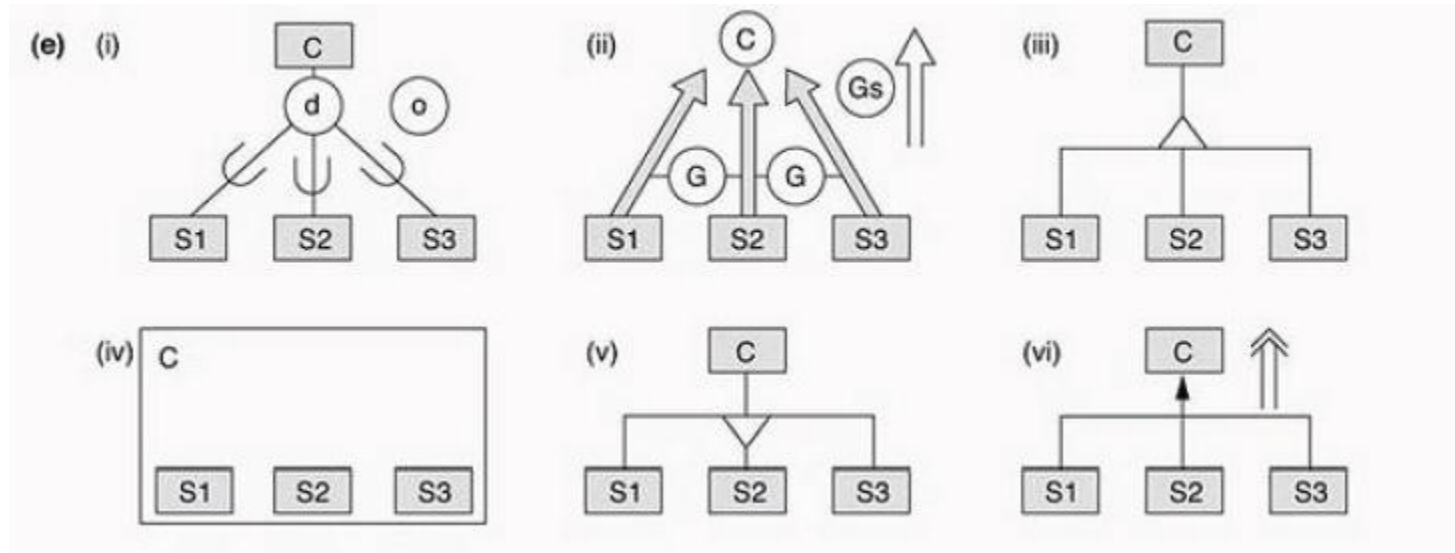 (e) (i) C (ii) C (iii) C
d o Gs
G G
S1 S2 S3 S1 S2 S3 S1 S2 S3
(iv) C (v) C (vi) C
S1 S2 S3 S1 S2 S3 S1 S2 S3